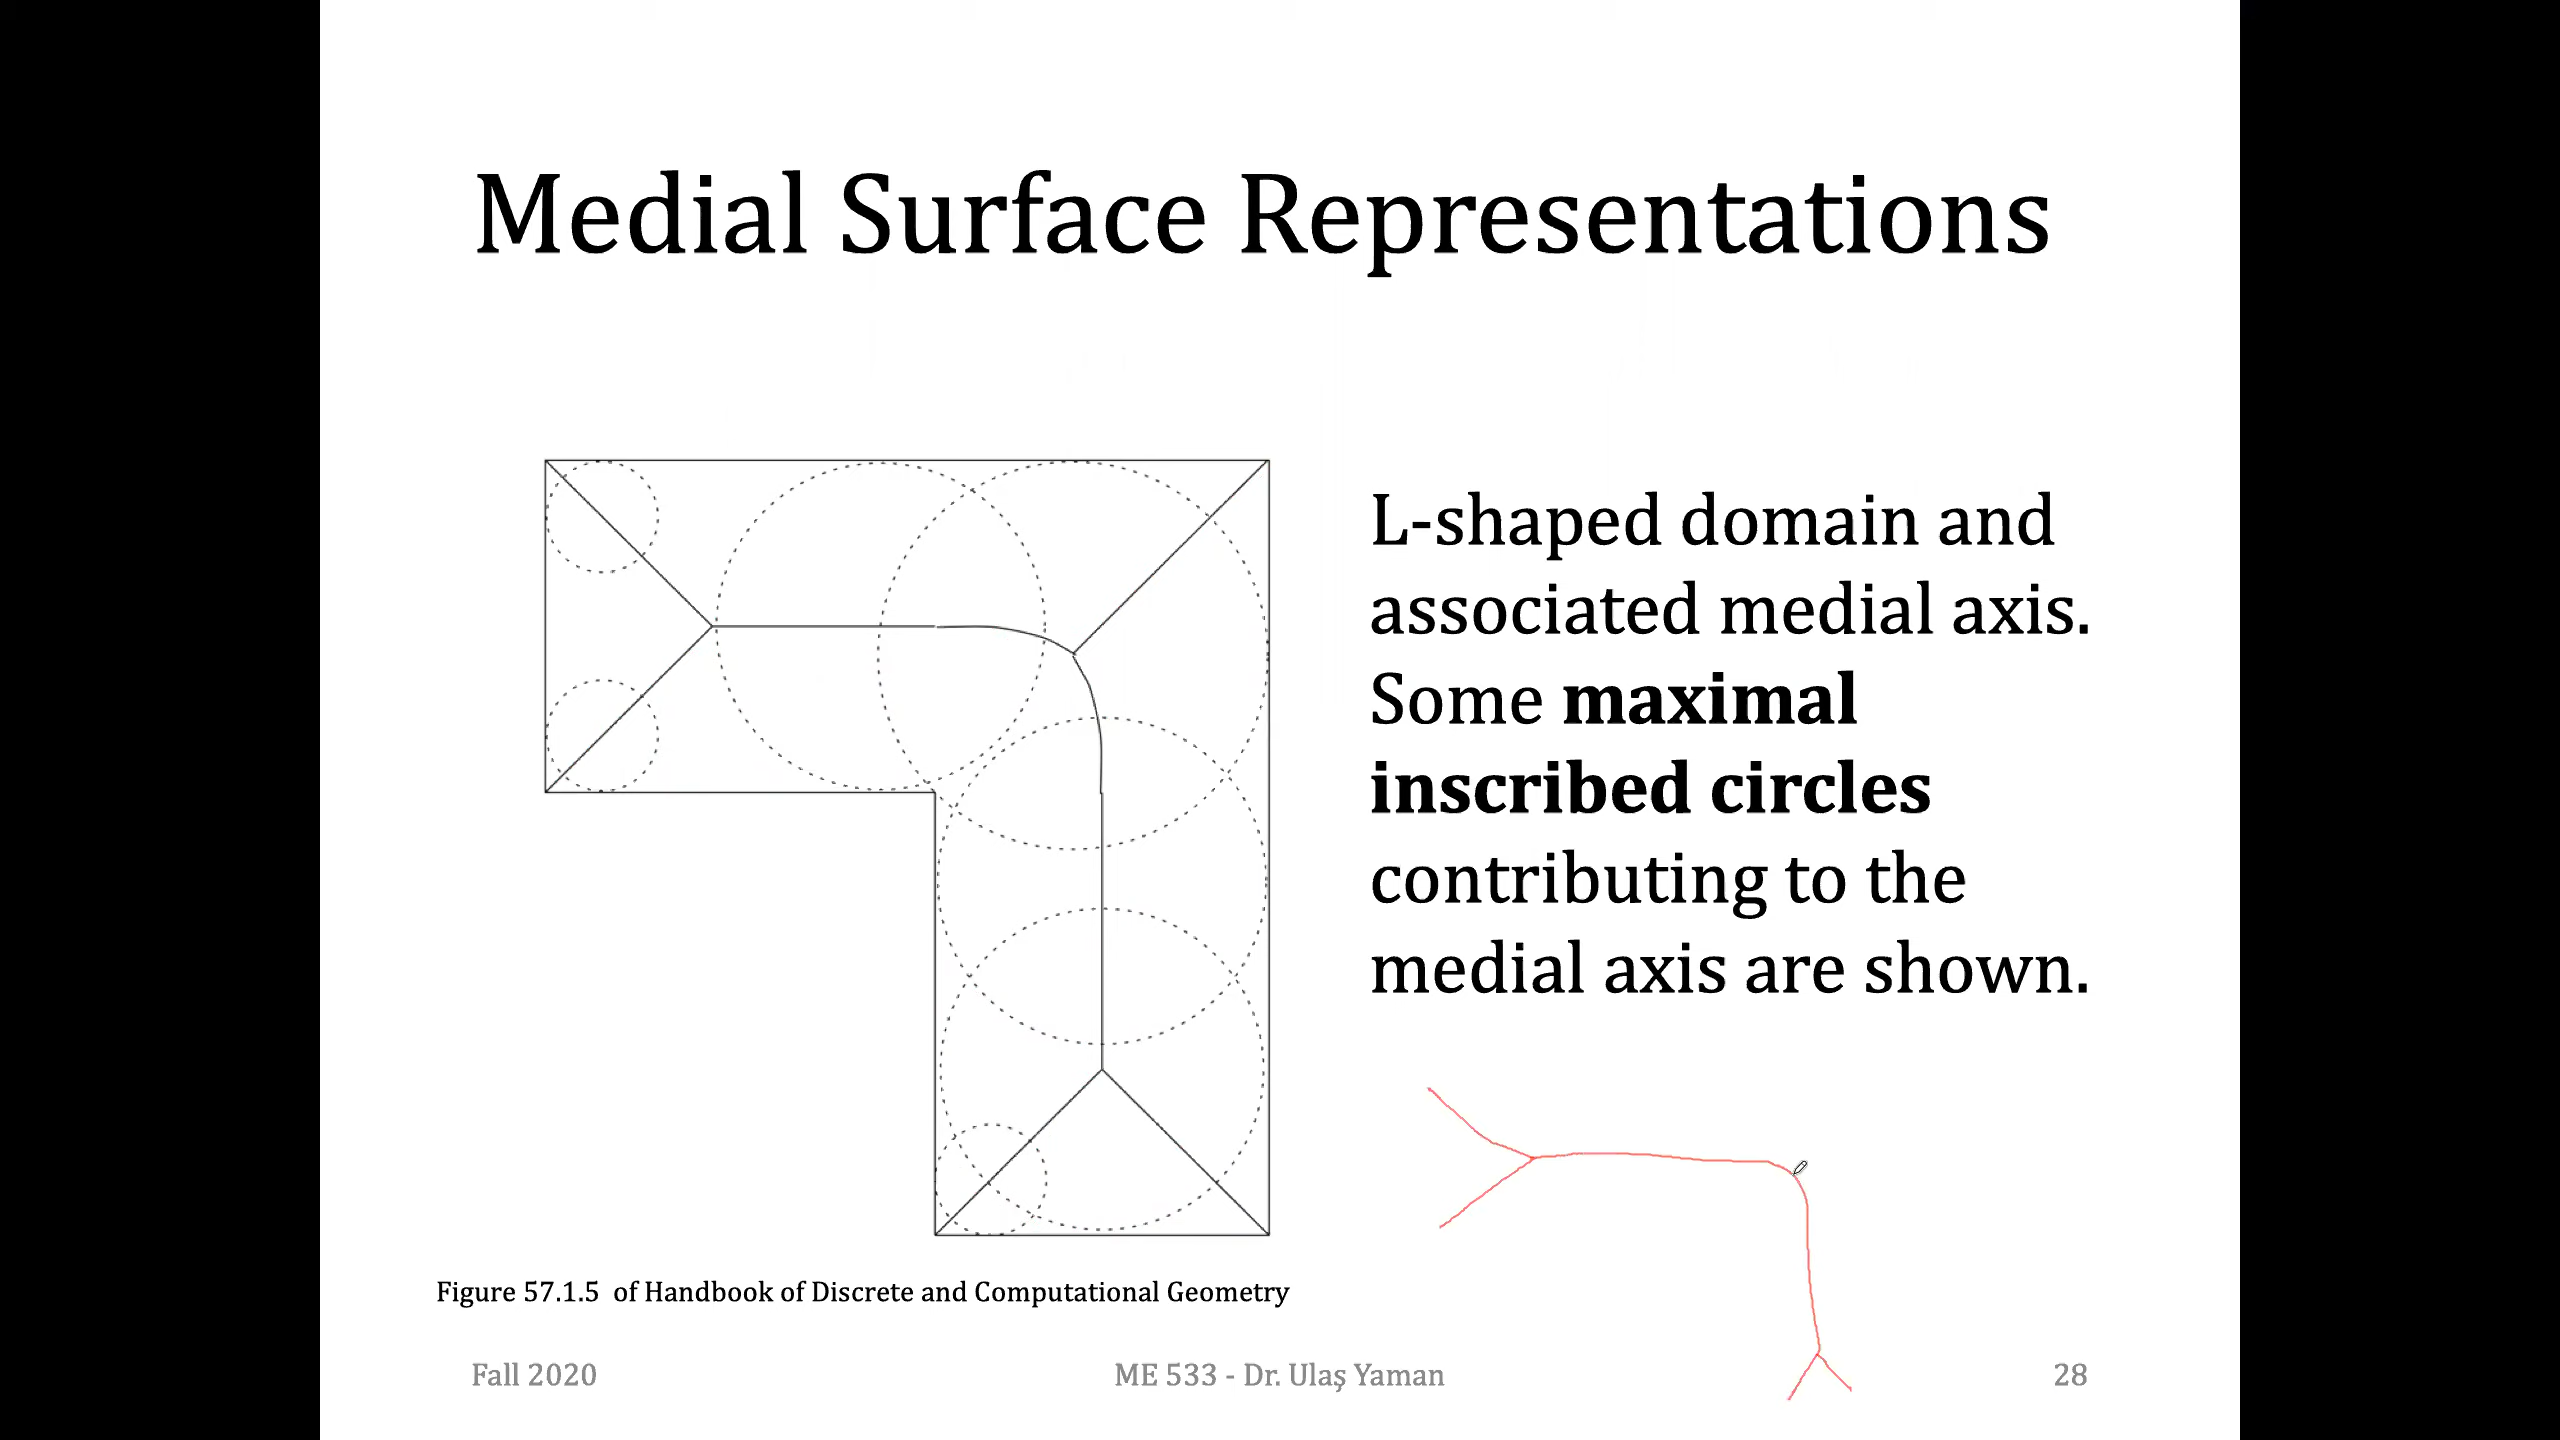 Medial Surface Representations
L-shaped domain and
associated medial axis.
Some maximal
inscribed circles
contributing to the
medial axis are shown.
Figure 57.1.5 of Handbook of Discrete and Computational Geometry
Fall 2020
ME 533 - Dr. Ulaş Yaman
28